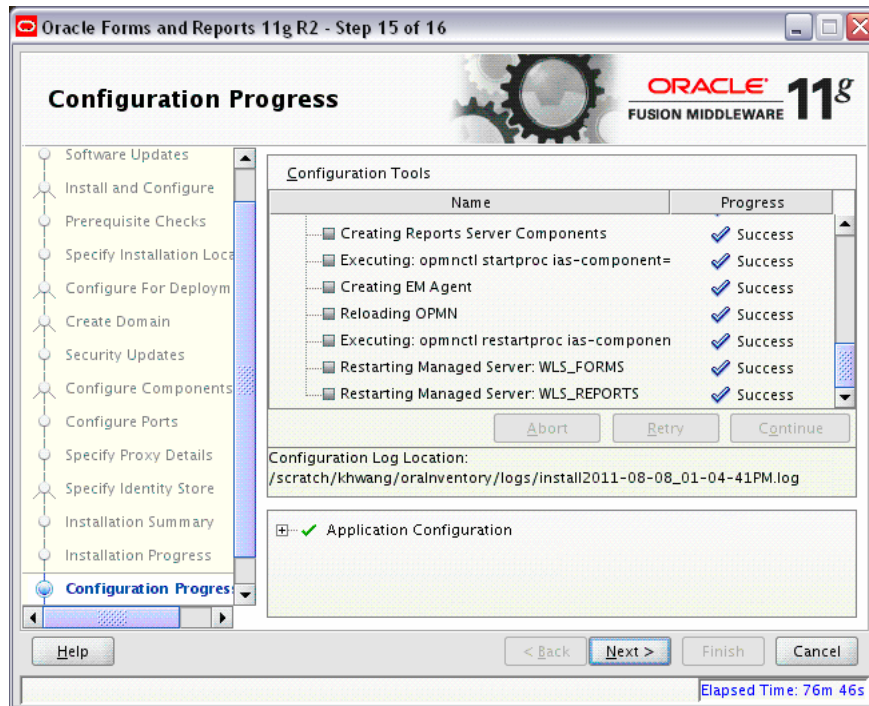 Oracle Forms and Reports 11g R2 - Step 15 of 16
Configuration Progress
ORACLE
FUSION MIDDLEWARE
11g
Software Updates
Install and Configure
Prerequisite Checks
Specify Installation Loca
Configure For Deploym
Create Domain
Security Updates
Configure Components
Configure Ports
Specify Proxy Details
Specify Identity Store
Installation Summary
Installation Progress
Configuration Progres
Configuration Tools
Name Progress
Creating Reports Server Components Success
Executing: opmnctl startproc ias-component= Success
Creating EM Agent Success
Reloading OPMN Success
Executing: opmnctl restartproc ias-componen Success
Restarting Managed Server: WLS_FORMS Success
Restarting Managed Server: WLS_REPORTS Success
Abort Retry Continue
Configuration Log Location:
/scratch/khwang/oraInventory/logs/install2011-08-08_01-04-41PM.log
Application Configuration
Help < Back Next > Finish Cancel
Elapsed Time: 76m 46s